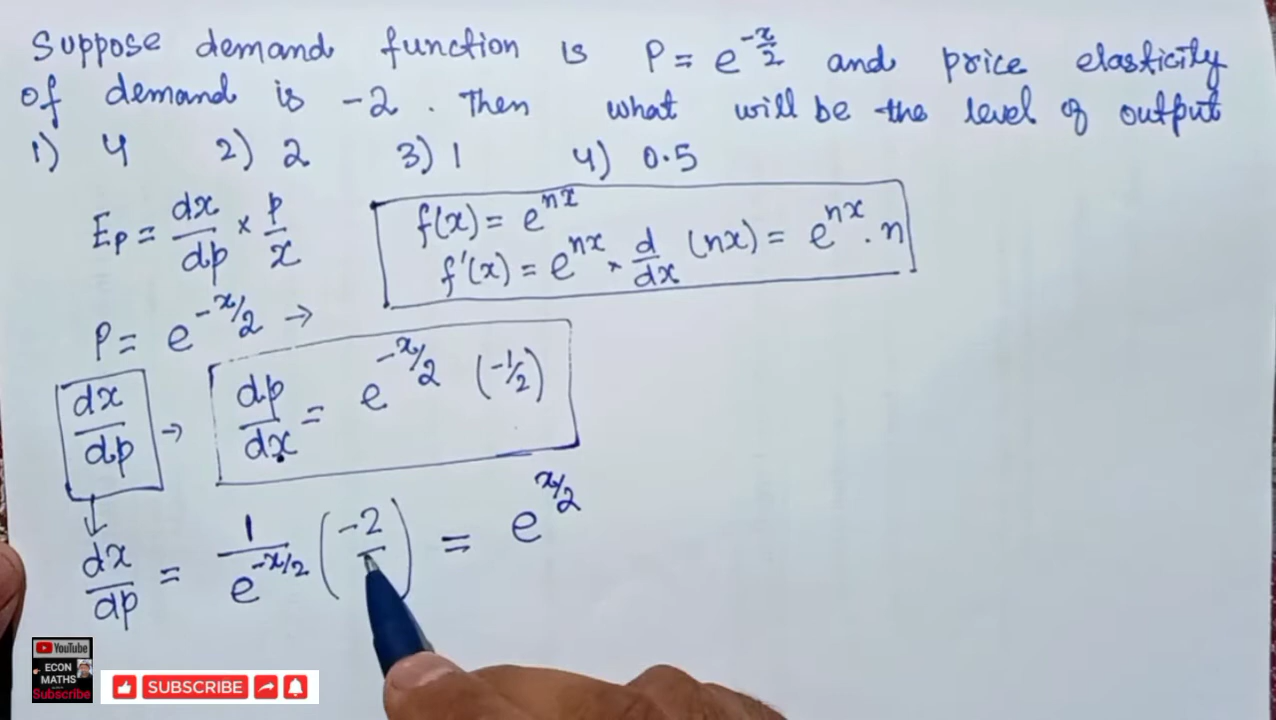 Suppose demand function is P = e^{-x/2} and price elasticity
of demand is -2. Then what will be the level of output
1) 4 2) 2 3) 1 4) 0.5
Ep = dx/dp × p/x
f(x) = e^{nx}
f'(x) = e^{nx} × d/dx (nx) = e^{nx} . n
P = e^{-x/2} →
dx/dp → dp/dx = e^{-x/2} (-1/2)
dx/dp = 1/e^{-x/2} (-2/ ) = e^{x/2}
YouTube
ECON
MATHS
Subscribe
SUBSCRIBE